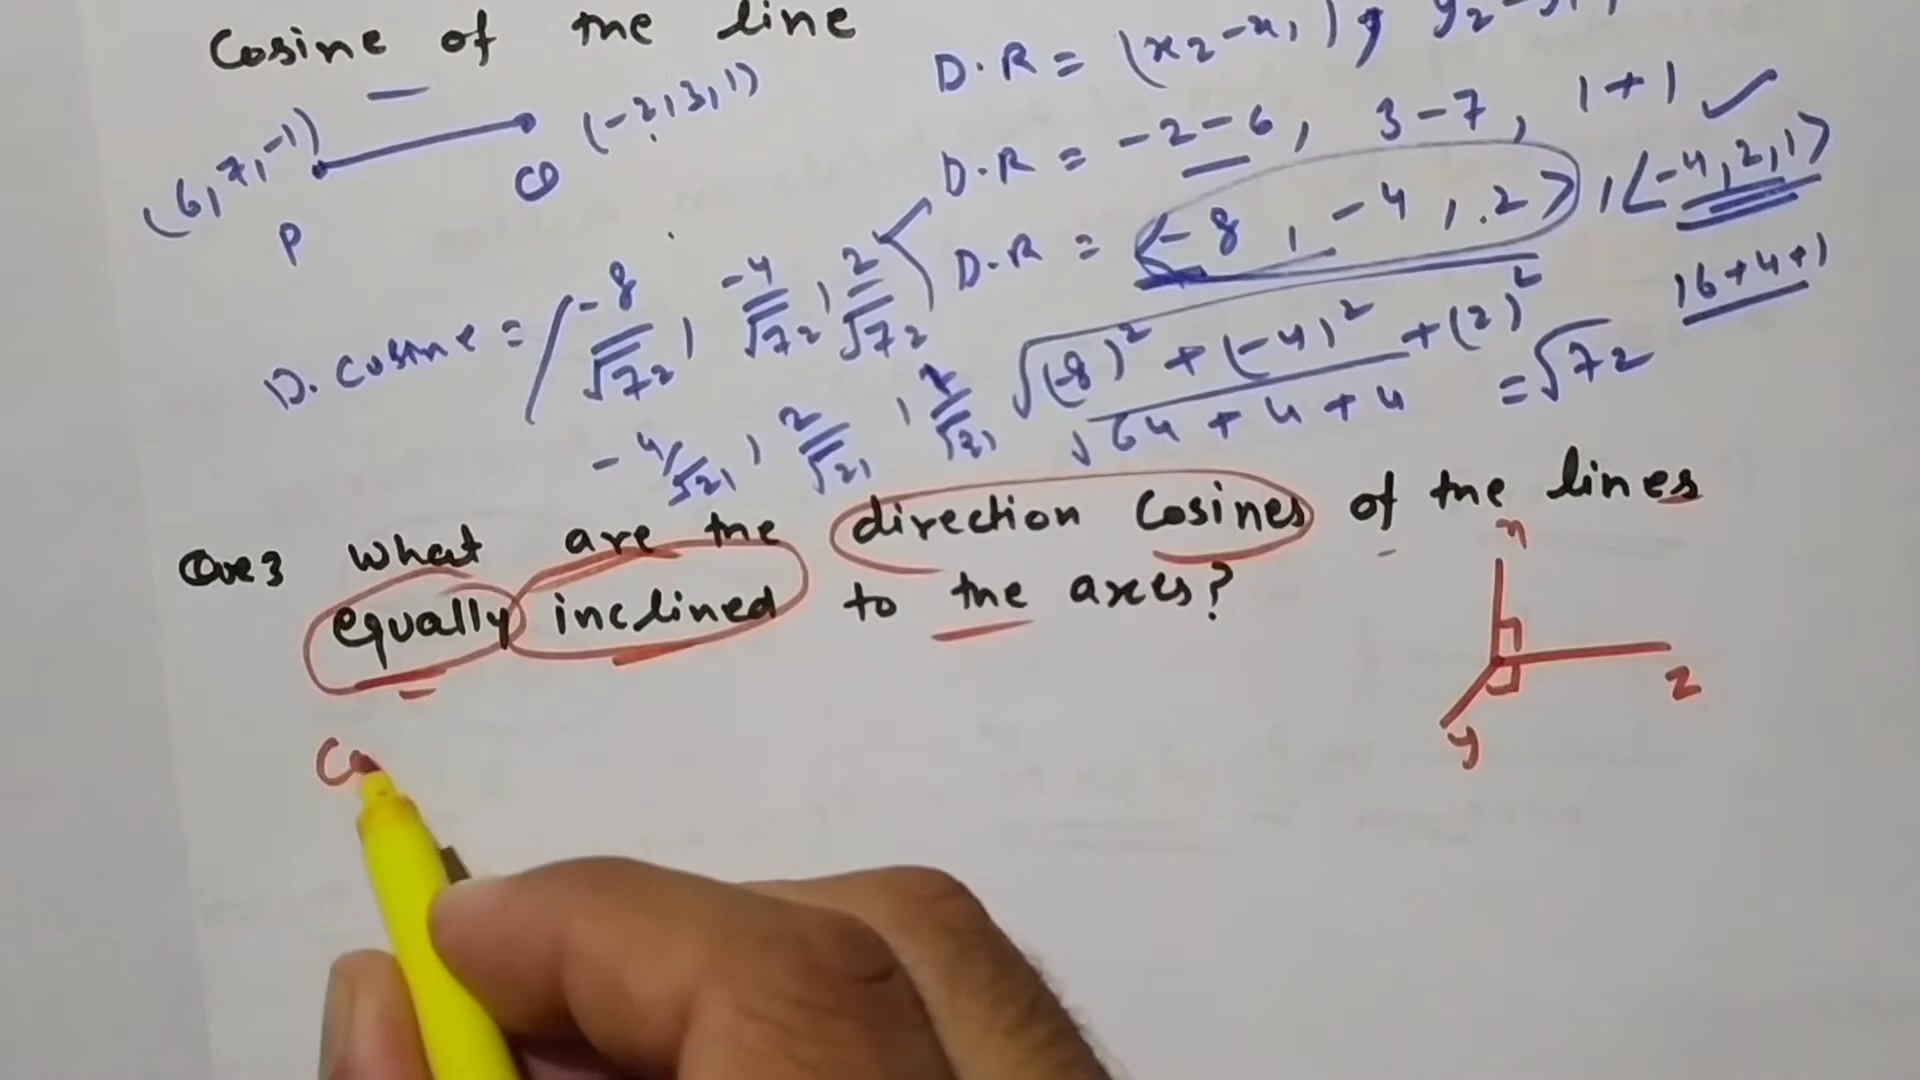 Cosine of the line
D.R = (x2-x1), y2-y1,
(6,7,-1) (-2,3,1)
P Q
D.R = -2-6, 3-7, 1+1 ✓
D.R = <-8, -4, 2>, <-4,2,1>
16+4+1
D. Cosine = <-8/√72, -4/√72, 2/√72
√(-8)² + (-4)² + (2)²
√64 + 4 + 4 = √72
-4/√21, 2/√21, 1/√21
Que3 What are the direction cosines of the lines
equally inclined to the axes?
x
y
z
Co